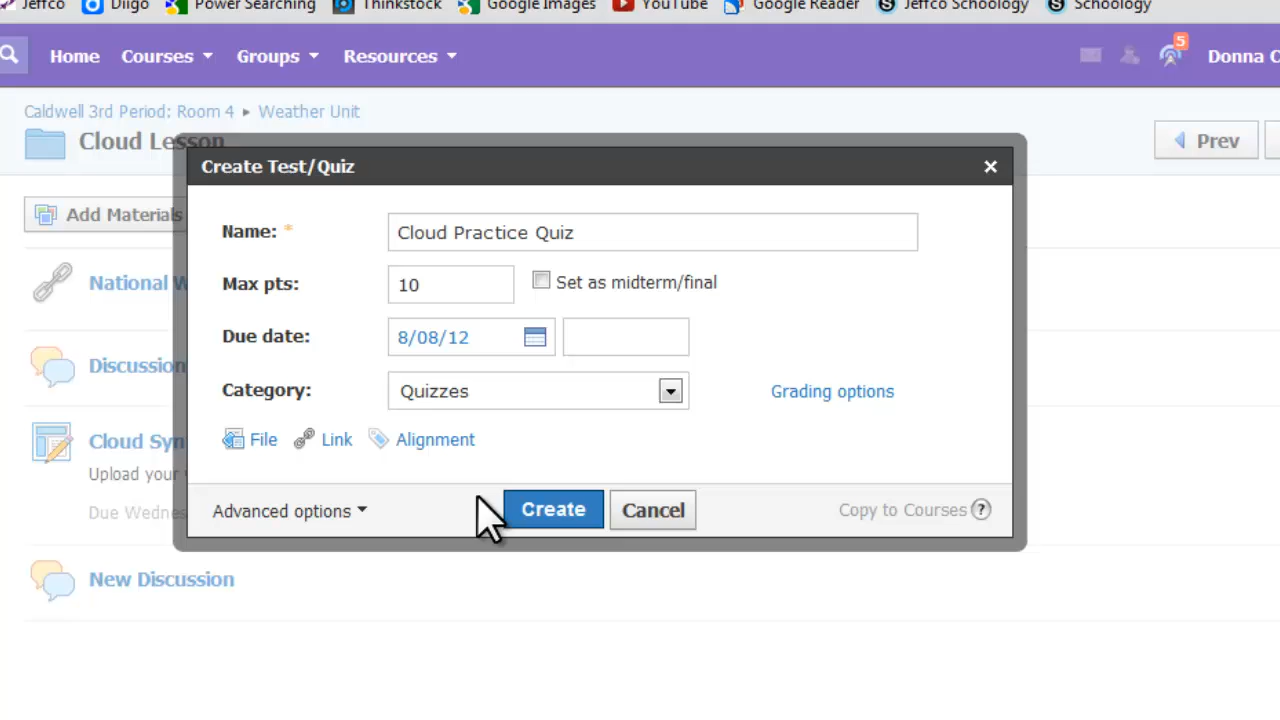 Jeffco Diigo Power Searching Thinkstock Google Images YouTube Google Reader Jeffco Schoology Schoology
Home Courses Groups Resources 5 Donna C
Caldwell 3rd Period: Room 4 ▸ Weather Unit
Cloud Lesson
Prev
Create Test/Quiz
Add Materials
Name: * Cloud Practice Quiz
National W
Max pts: 10 Set as midterm/final
Due date: 8/08/12
Discussion
Category: Quizzes Grading options
Cloud Syn
File Link Alignment
Upload your
Due Wednes
Advanced options Create Cancel Copy to Courses ?
New Discussion